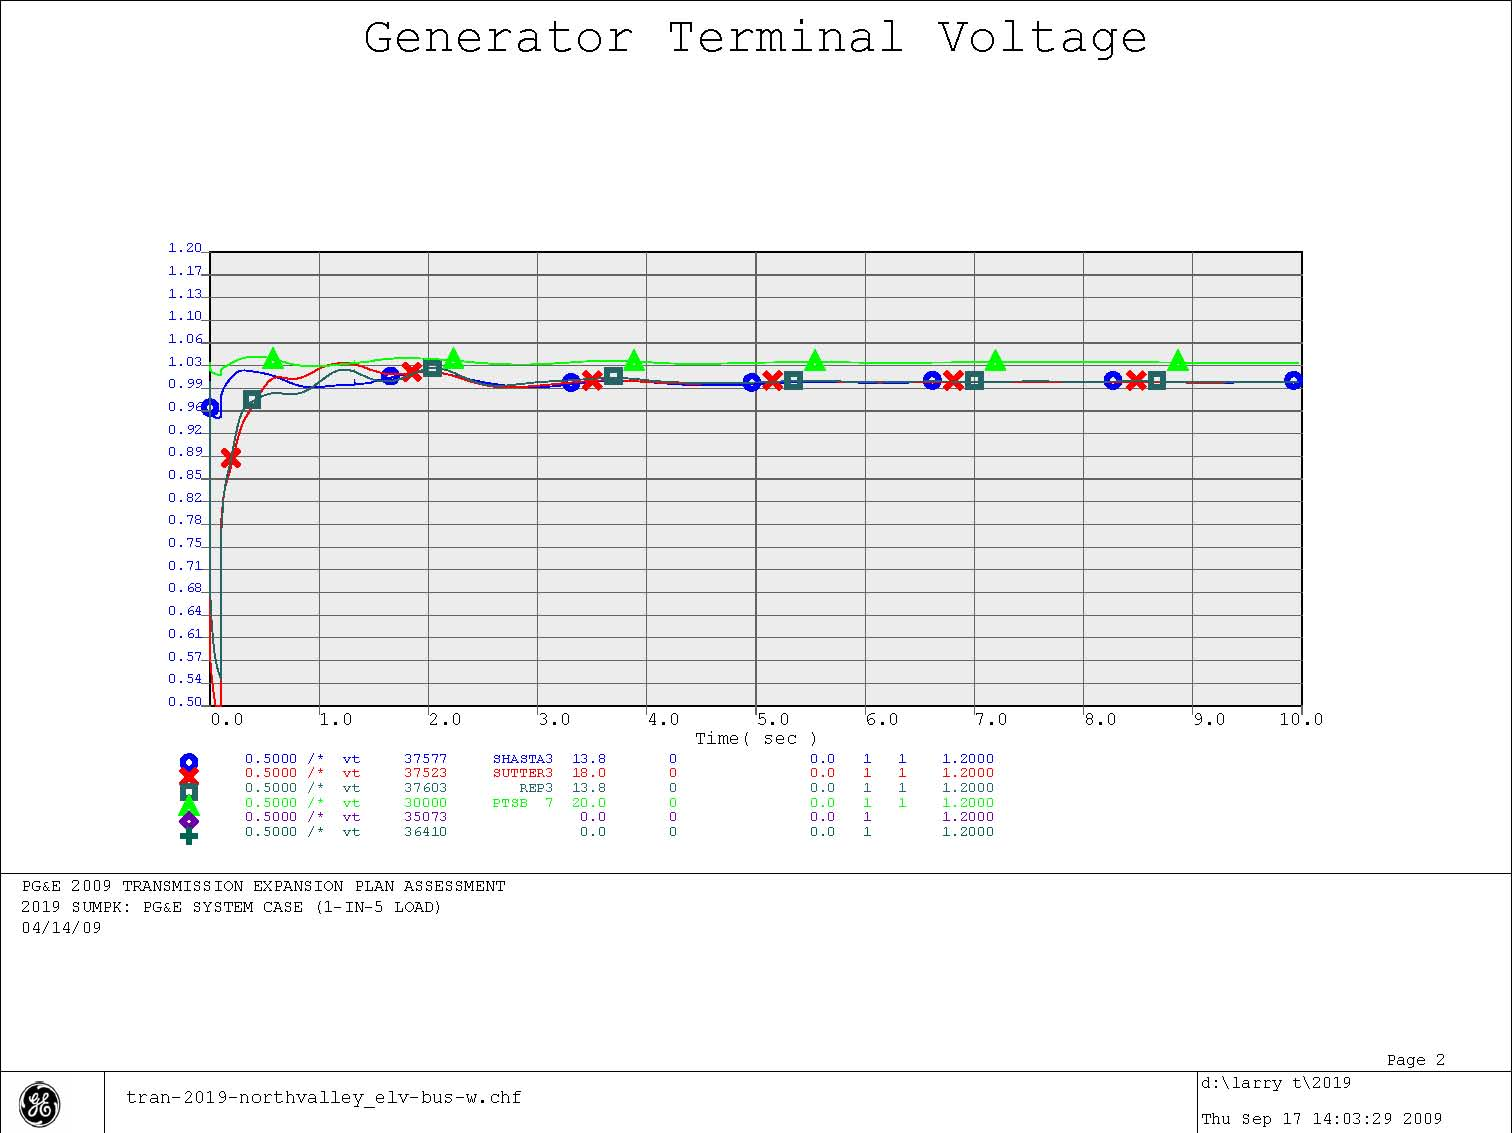 Generator Terminal Voltage
1.20
1.17
1.13
1.10
1.06
1.03
0.99
0.96
0.92
0.89
0.85
0.82
0.78
0.75
0.71
0.68
0.64
0.61
0.57
0.54
0.50
0.0 1.0 2.0 3.0 4.0 5.0 6.0 7.0 8.0 9.0 10.0
Time( sec )
0.5000 /* vt 37577 SHASTA3 13.8 0 0.0 1 1 1.2000
0.5000 /* vt 37523 SUTTER3 18.0 0 0.0 1 1 1.2000
0.5000 /* vt 37603 REP3 13.8 0 0.0 1 1 1.2000
0.5000 /* vt 30000 PTSB 7 20.0 0 0.0 1 1 1.2000
0.5000 /* vt 35073 0.0 0 0.0 1 1.2000
0.5000 /* vt 36410 0.0 0 0.0 1 1.2000
PG&E 2009 TRANSMISSION EXPANSION PLAN ASSESSMENT
2019 SUMPK: PG&E SYSTEM CASE (1-IN-5 LOAD)
04/14/09
Page 2
GE
tran-2019-northvalley_elv-bus-w.chf
d:\larry t\2019
Thu Sep 17 14:03:29 2009